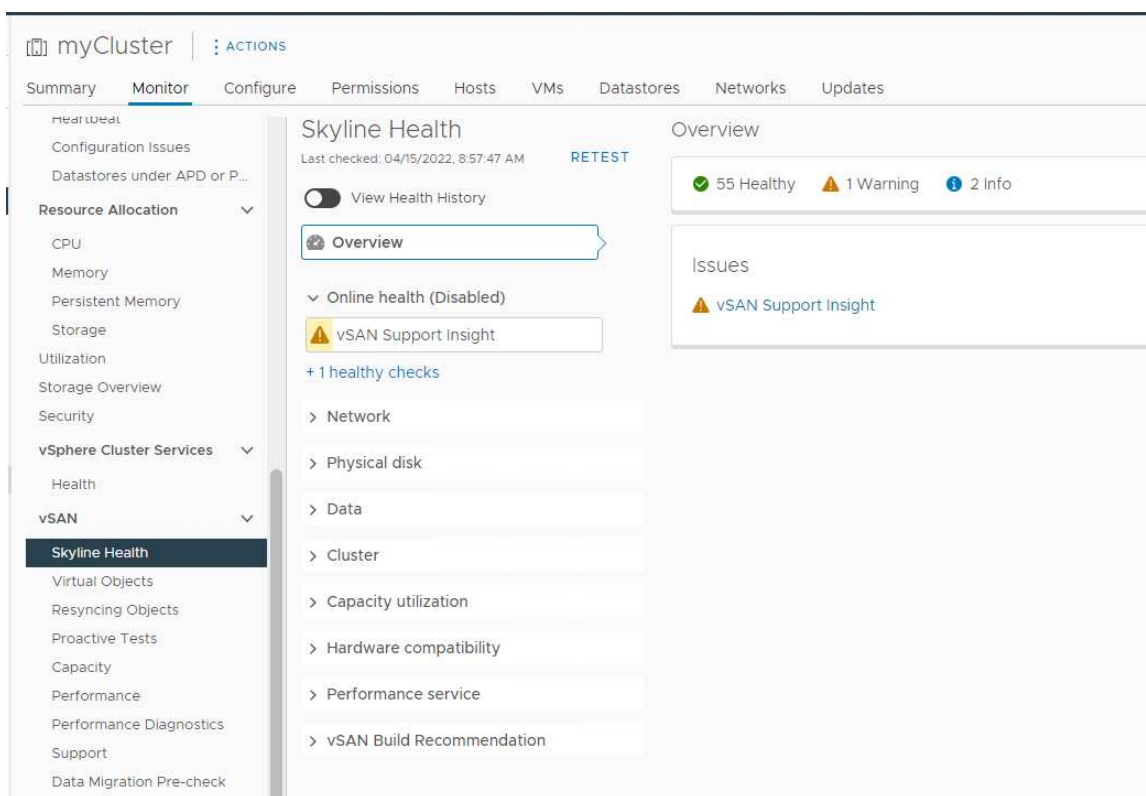 myCluster
ACTIONS
Summary Monitor Configure Permissions Hosts VMs Datastores Networks Updates
Heartbeat
Configuration Issues
Datastores under APD or P...
Resource Allocation
CPU
Memory
Persistent Memory
Storage
Utilization
Storage Overview
Security
vSphere Cluster Services
Health
vSAN
Skyline Health
Virtual Objects
Resyncing Objects
Proactive Tests
Capacity
Performance
Performance Diagnostics
Support
Data Migration Pre-check
Skyline Health
Last checked: 04/15/2022, 8:57:47 AM RETEST
View Health History
Overview
Online health (Disabled)
vSAN Support Insight
+ 1 healthy checks
Network
Physical disk
Data
Cluster
Capacity utilization
Hardware compatibility
Performance service
vSAN Build Recommendation
Overview
55 Healthy 1 Warning 2 Info
Issues
vSAN Support Insight